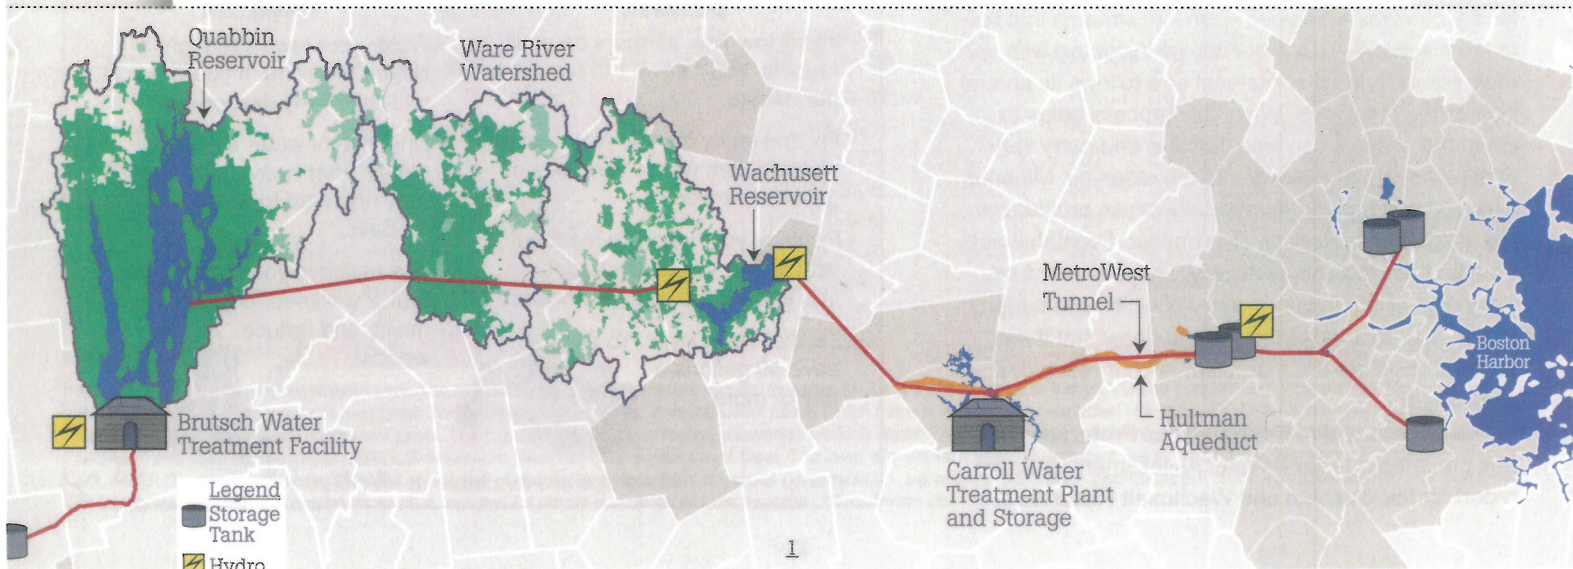 Quabbin
Reservoir
Ware River
Watershed
Wachusett
Reservoir
MetroWest
Tunnel
Boston
Harbor
Hultman
Aqueduct
Brutsch Water
Treatment Facility
Carroll Water
Treatment Plant
and Storage
Legend
Storage
Tank
Hydro
1